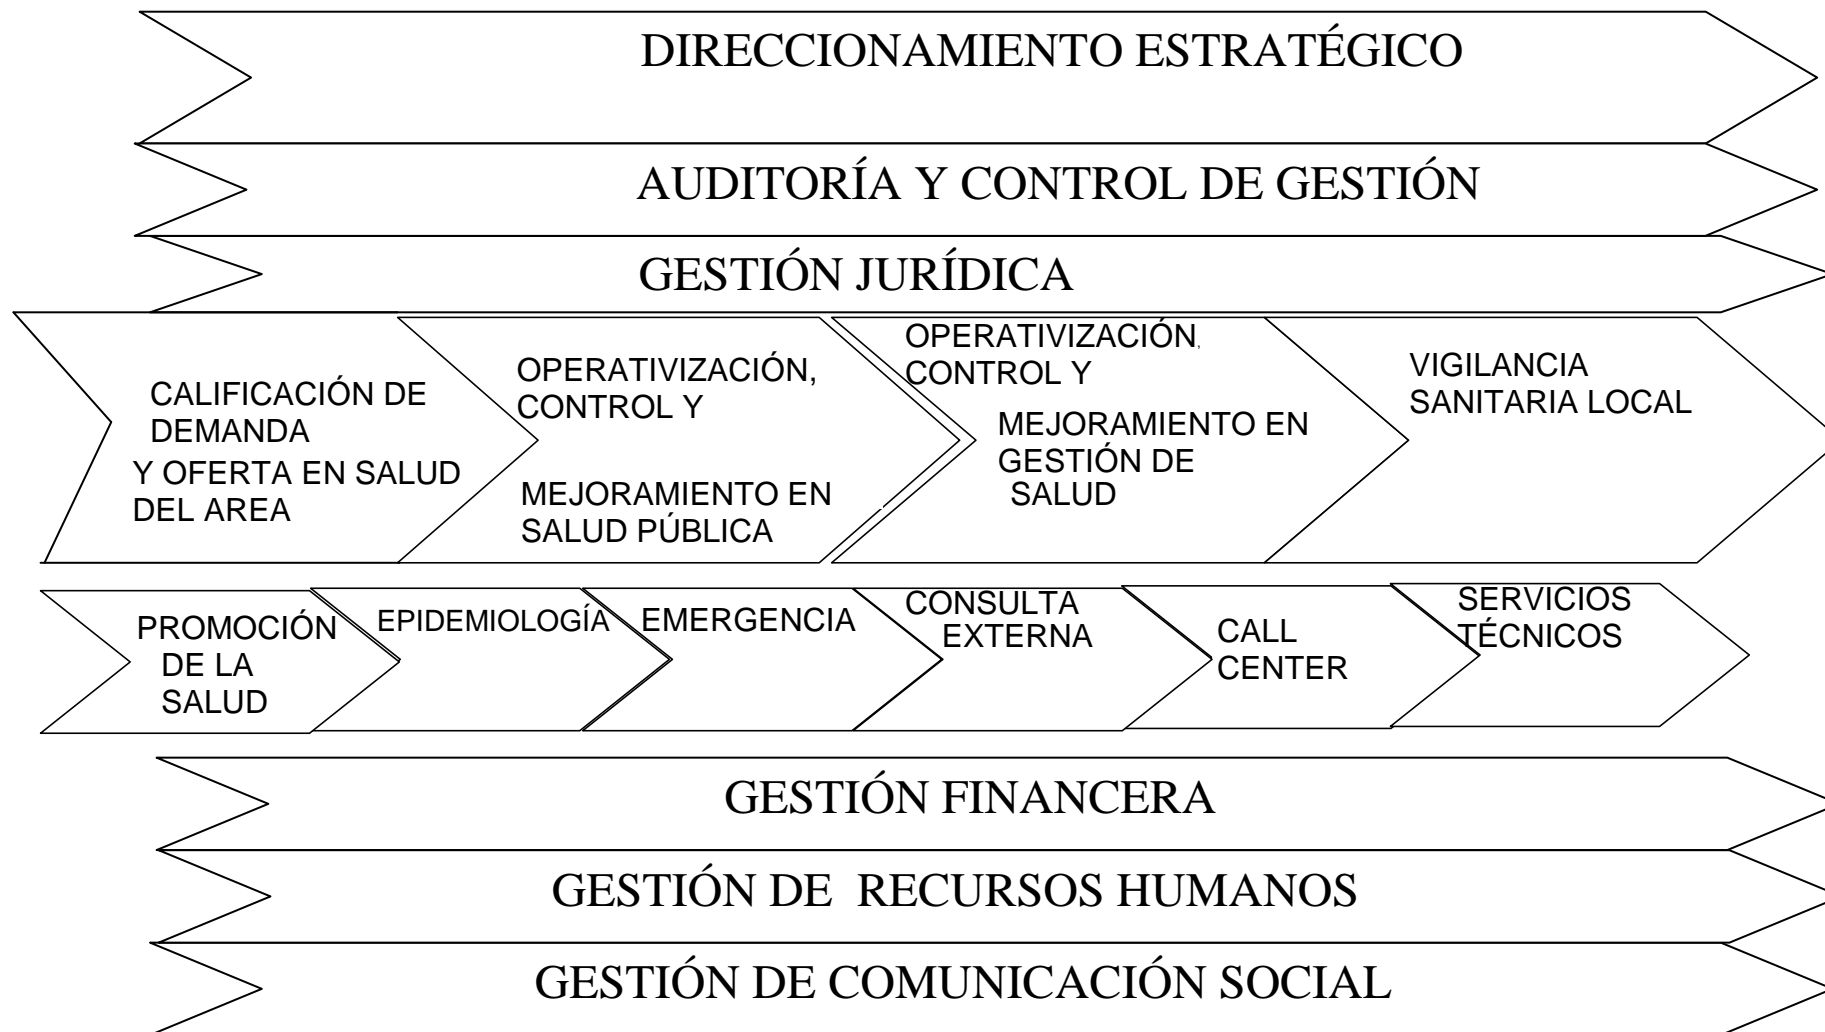 DIRECCIONAMIENTO ESTRATÉGICO
AUDITORÍA Y CONTROL DE GESTIÓN
GESTIÓN JURÍDICA
CALIFICACIÓN DE
DEMANDA
Y OFERTA EN SALUD
DEL AREA
OPERATIVIZACIÓN,
CONTROL Y
MEJORAMIENTO EN
SALUD PÚBLICA
OPERATIVIZACIÓN,
CONTROL Y
MEJORAMIENTO EN
GESTIÓN DE
SALUD
VIGILANCIA
SANITARIA LOCAL
PROMOCIÓN
DE LA
SALUD
EPIDEMIOLOGÍA
EMERGENCIA
CONSULTA
EXTERNA
CALL
CENTER
SERVICIOS
TÉCNICOS
GESTIÓN FINANCERA
GESTIÓN DE  RECURSOS HUMANOS
GESTIÓN DE COMUNICACIÓN SOCIAL